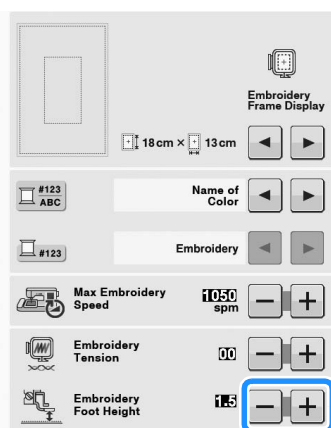 Embroidery
Frame Display
18cm × 13cm
#123
ABC
Name of
Color
#123
Embroidery
Max Embroidery
Speed
1050
spm
Embroidery
Tension
00
Embroidery
Foot Height
1.5